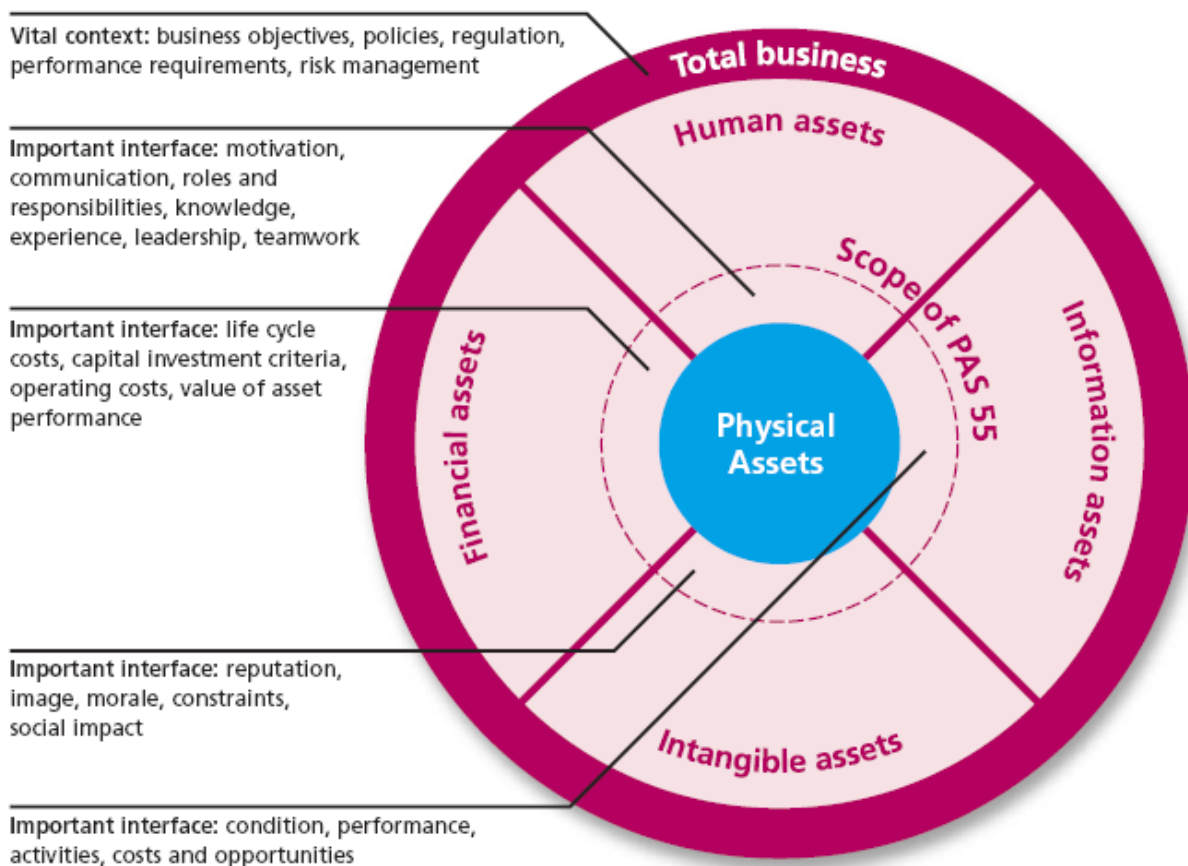 Vital context: business objectives, policies, regulation,
performance requirements, risk management
Important interface: motivation,
communication, roles and
responsibilities, knowledge,
experience, leadership, teamwork
Important interface: life cycle
costs, capital investment criteria,
operating costs, value of asset
performance
Important interface: reputation,
image, morale, constraints,
social impact
Important interface: condition, performance,
activities, costs and opportunities
Total business
Human assets
Scope of PAS 55
Financial assets
Physical
Assets
Information assets
Intangible assets